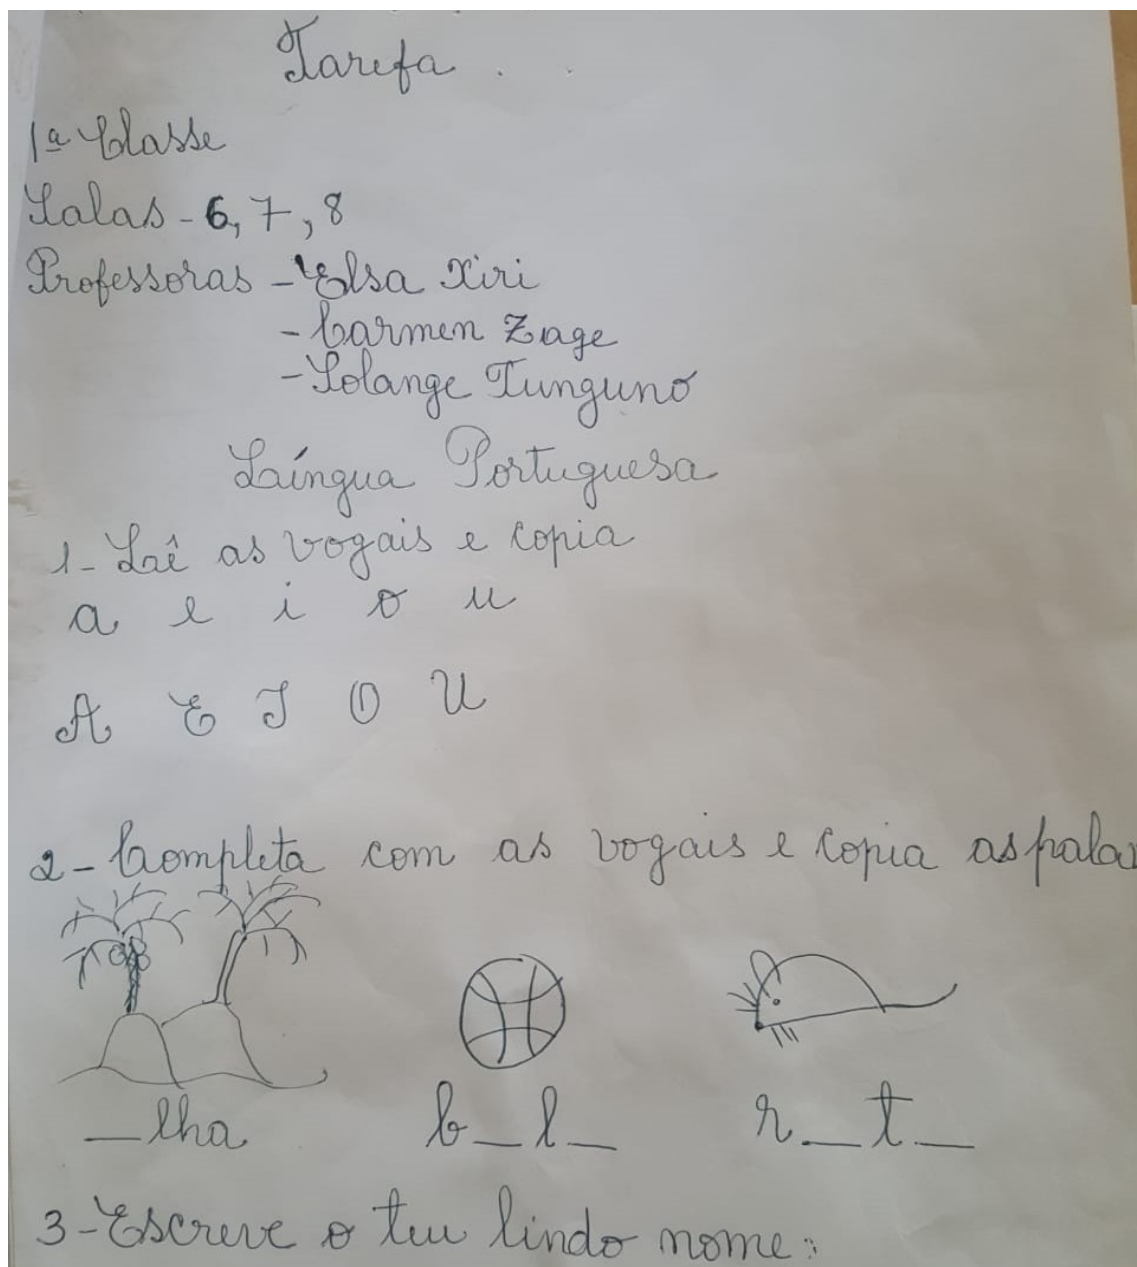 Tarefa
1ª Classe
Salas - 6, 7, 8
Professoras - Elsa Xiri
- Carmen Zage
- Solange Tunguno
Língua Portuguesa
1- Lê as vogais e copia
a e i o u
A E I O U
2- Completa com as vogais e copia as palav
_lha b_l_ r_t_
3- Escreve o teu lindo nome: